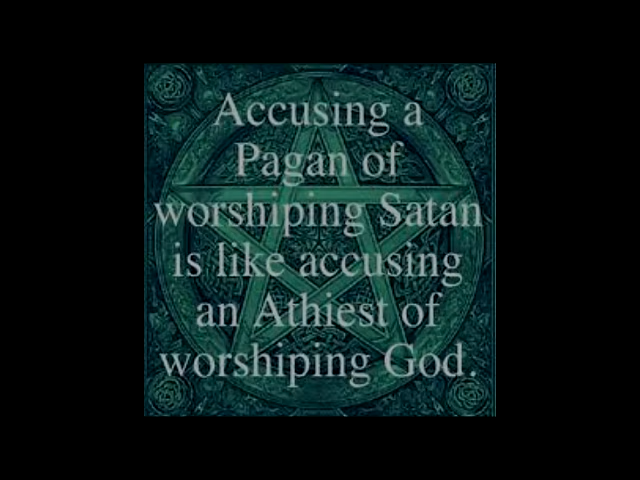 Accusing a
Pagan of
worshiping Satan
is like accusing
an Athiest of
worshiping God.